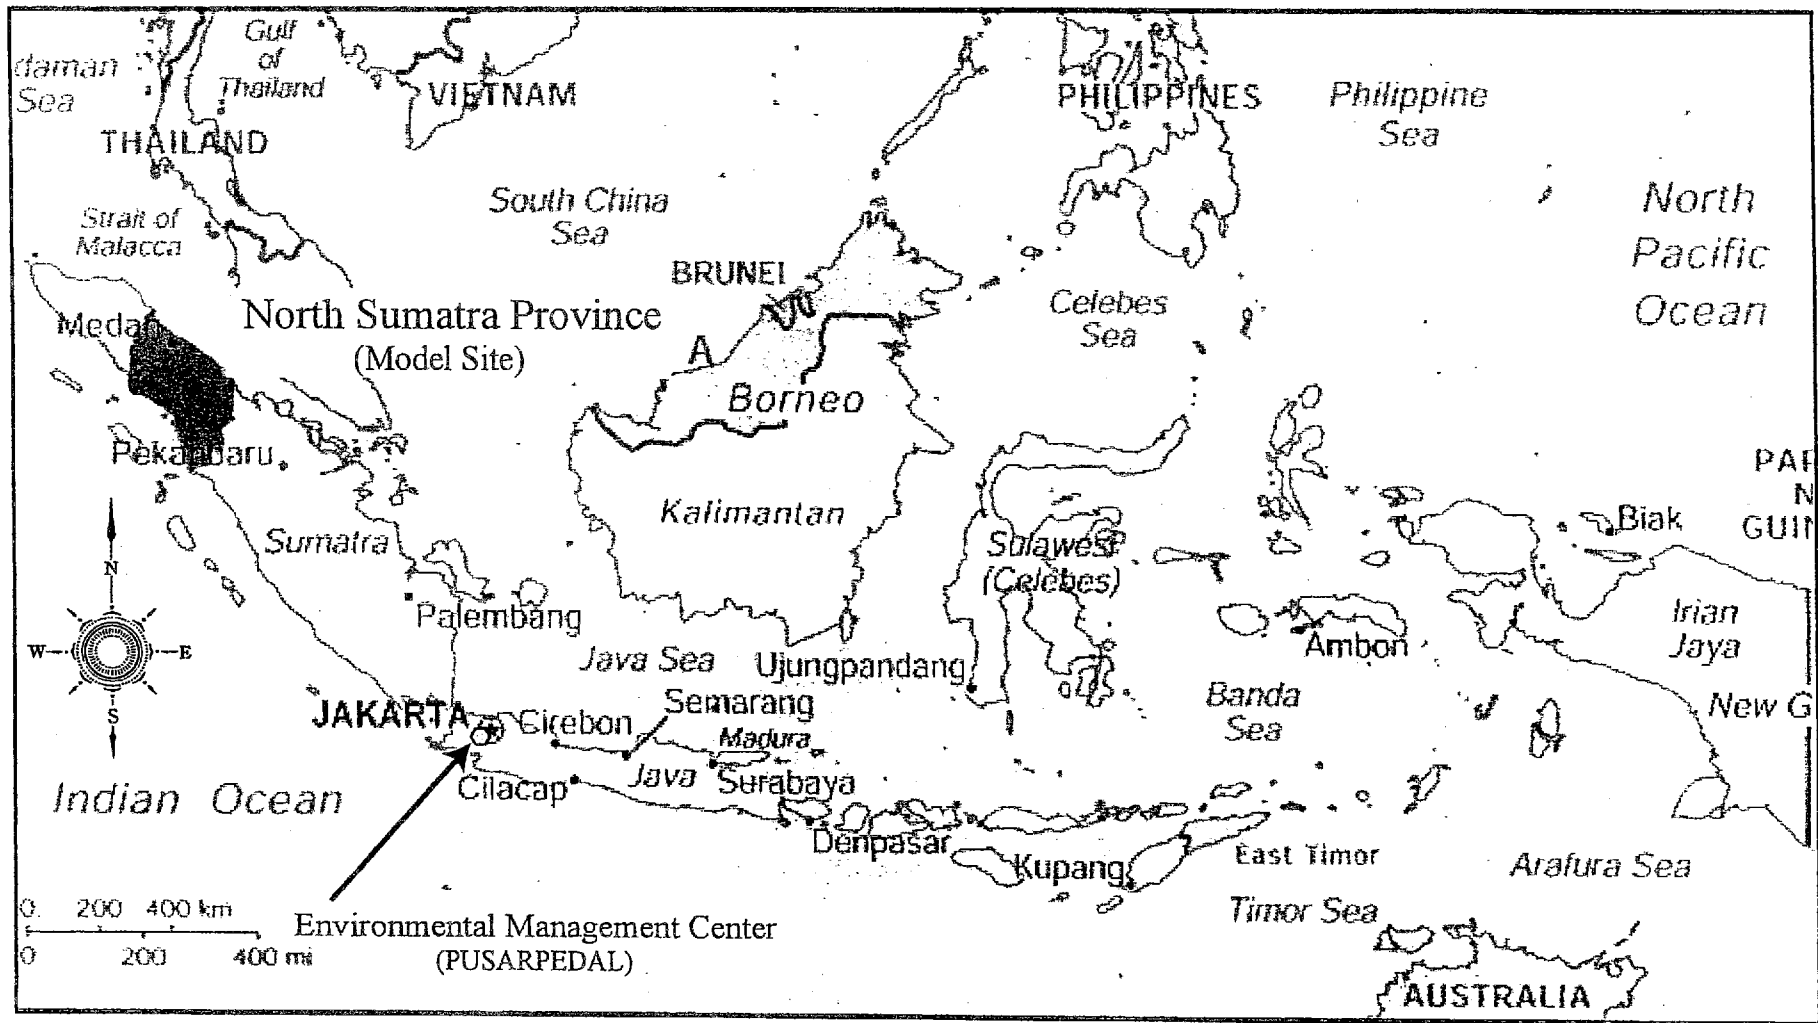 Gulf
of
Thailand
daman
Sea
VIETNAM
PHILIPPINES
Philippine
Sea
THAILAND
South China
Sea
North
Pacific
Ocean
Strait of
Malacca
BRUNEI
Celebes
Sea
Medan
North Sumatra Province
(Model Site)
A
Borneo
Pekanbaru
PAP
N
GUIN
Kalimantan
Biak
Sumatra
Sulawesi
(Celebes)
N
W
E
S
Palembang
Irian
Jaya
Ambon
Java Sea
Ujungpandang
Banda
Sea
New G
JAKARTA
Cirebon
Semarang
Madura
Java
Surabaya
Cilacap
Indian Ocean
Denpasar
Kupang
East Timor
Arafura Sea
Timor Sea
0. 200 400 km
0 200 400 mi
Environmental Management Center
(PUSARPEDAL)
AUSTRALIA